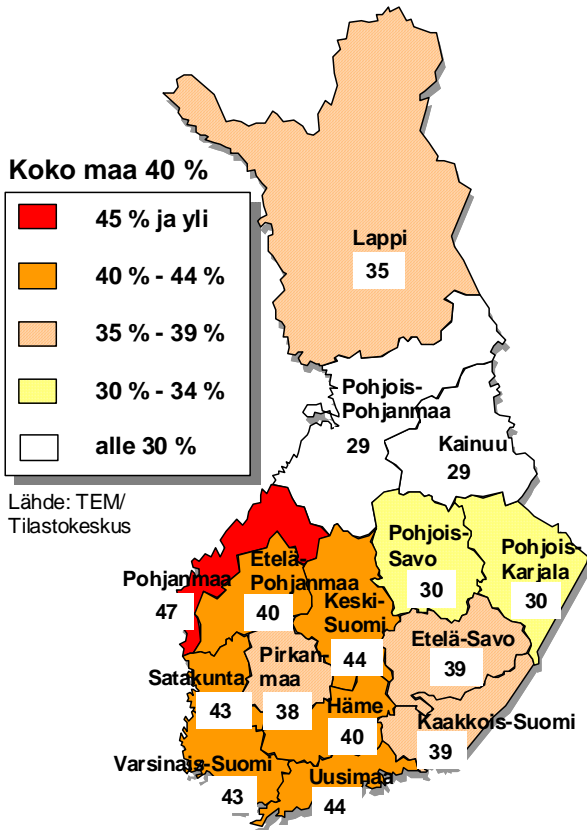 Koko maa 40 %
45 % ja yli
40 % - 44 %
35 % - 39 %
30 % - 34 %
alle 30 %
Lähde: TEM/
Tilastokeskus
Lappi
35
Pohjois-
Pohjanmaa
29
Kainuu
29
Pohjois-
Savo
30
Pohjois-
Karjala
30
Pohjanmaa
47
Etelä-
Pohjanmaa
40
Keski-
Suomi
44
Etelä-Savo
39
Satakunta
43
Pirkan-
maa
38
Häme
40
Kaakkois-Suomi
39
Varsinais-Suomi
43
Uusimaa
44